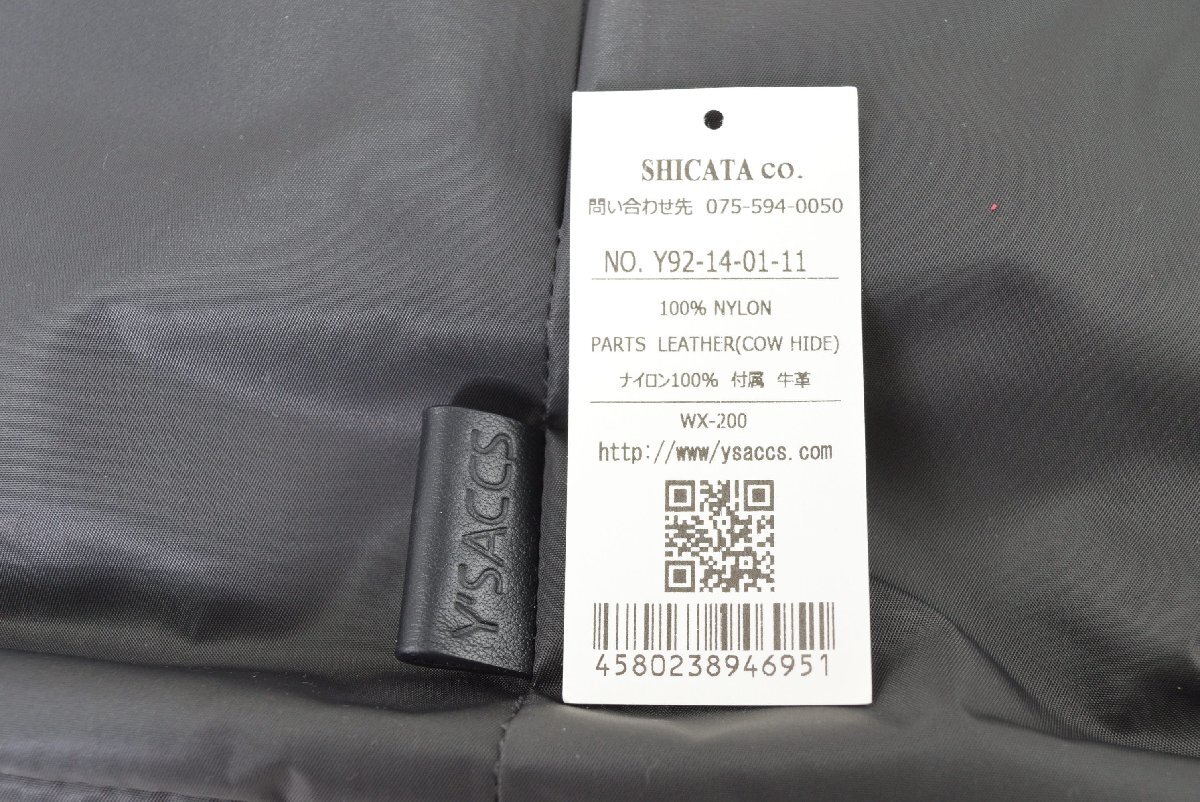 SHICATA CO.
問い合わせ先 075-594-0050
NO. Y92-14-01-11
100% NYLON
PARTS LEATHER(COW HIDE)
ナイロン100% 付属 牛革
WX-200
http://www/ysaccs.com
4580238946951
Y'SACCS